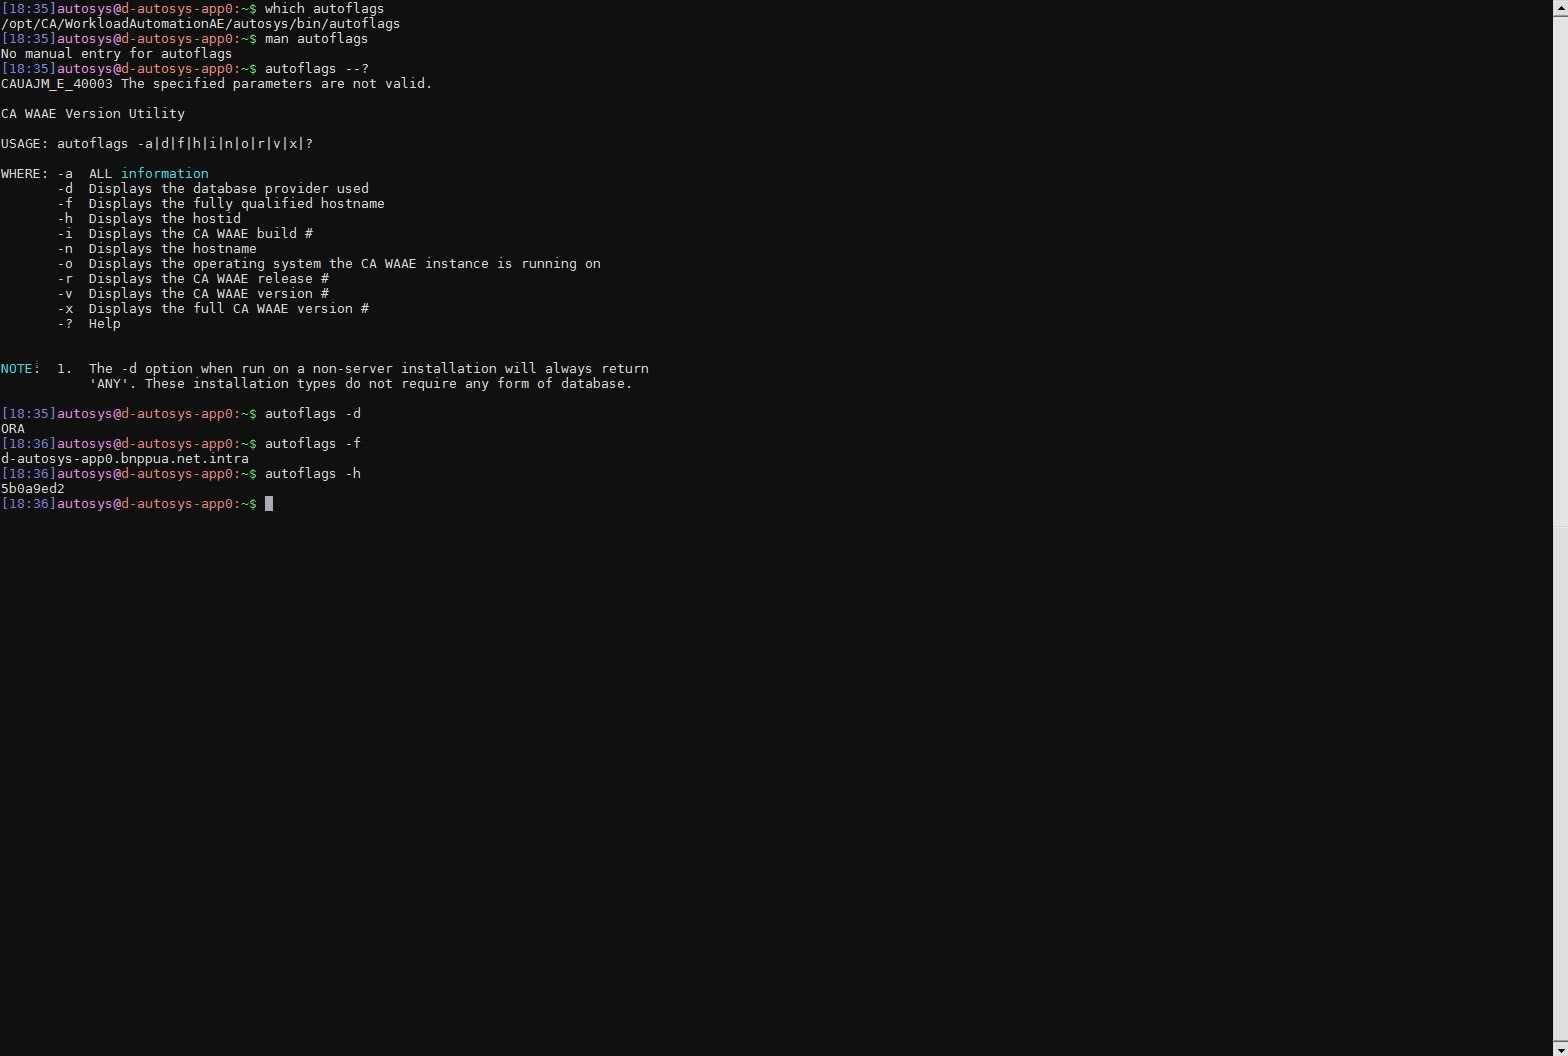 [18:35]autosys@d-autosys-app0:~$ which autoflags
/opt/CA/WorkloadAutomationAE/autosys/bin/autoflags
[18:35]autosys@d-autosys-app0:~$ man autoflags
No manual entry for autoflags
[18:35]autosys@d-autosys-app0:~$ autoflags --?
CAUAJM_E_40003 The specified parameters are not valid.

CA WAAE Version Utility

USAGE: autoflags -a|d|f|h|i|n|o|r|v|x|?

WHERE: -a  ALL information
       -d  Displays the database provider used
       -f  Displays the fully qualified hostname
       -h  Displays the hostid
       -i  Displays the CA WAAE build #
       -n  Displays the hostname
       -o  Displays the operating system the CA WAAE instance is running on
       -r  Displays the CA WAAE release #
       -v  Displays the CA WAAE version #
       -x  Displays the full CA WAAE version #
       -?  Help

NOTE:  1.  The -d option when run on a non-server installation will always return
           'ANY'. These installation types do not require any form of database.

[18:35]autosys@d-autosys-app0:~$ autoflags -d
ORA
[18:36]autosys@d-autosys-app0:~$ autoflags -f
d-autosys-app0.bnppua.net.intra
[18:36]autosys@d-autosys-app0:~$ autoflags -h
5b0a9ed2
[18:36]autosys@d-autosys-app0:~$